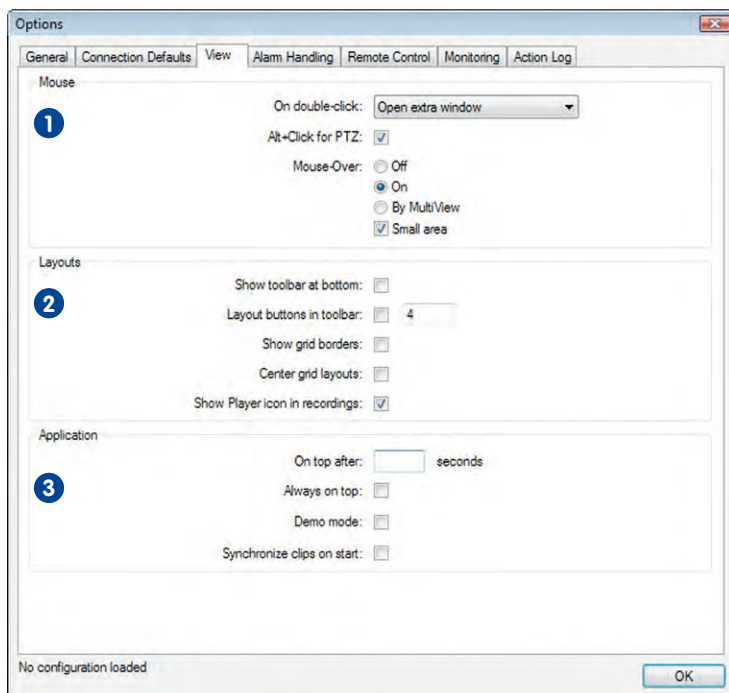 Options
General Connection Defaults View Alarm Handling Remote Control Monitoring Action Log
Mouse
1
On double-click: Open extra window
Alt+Click for PTZ:
Mouse-Over: Off
On
By MultiView
Small area
Layouts
2
Show toolbar at bottom:
Layout buttons in toolbar: 4
Show grid borders:
Center grid layouts:
Show Player icon in recordings:
Application
3
On top after: seconds
Always on top:
Demo mode:
Synchronize clips on start:
No configuration loaded
OK